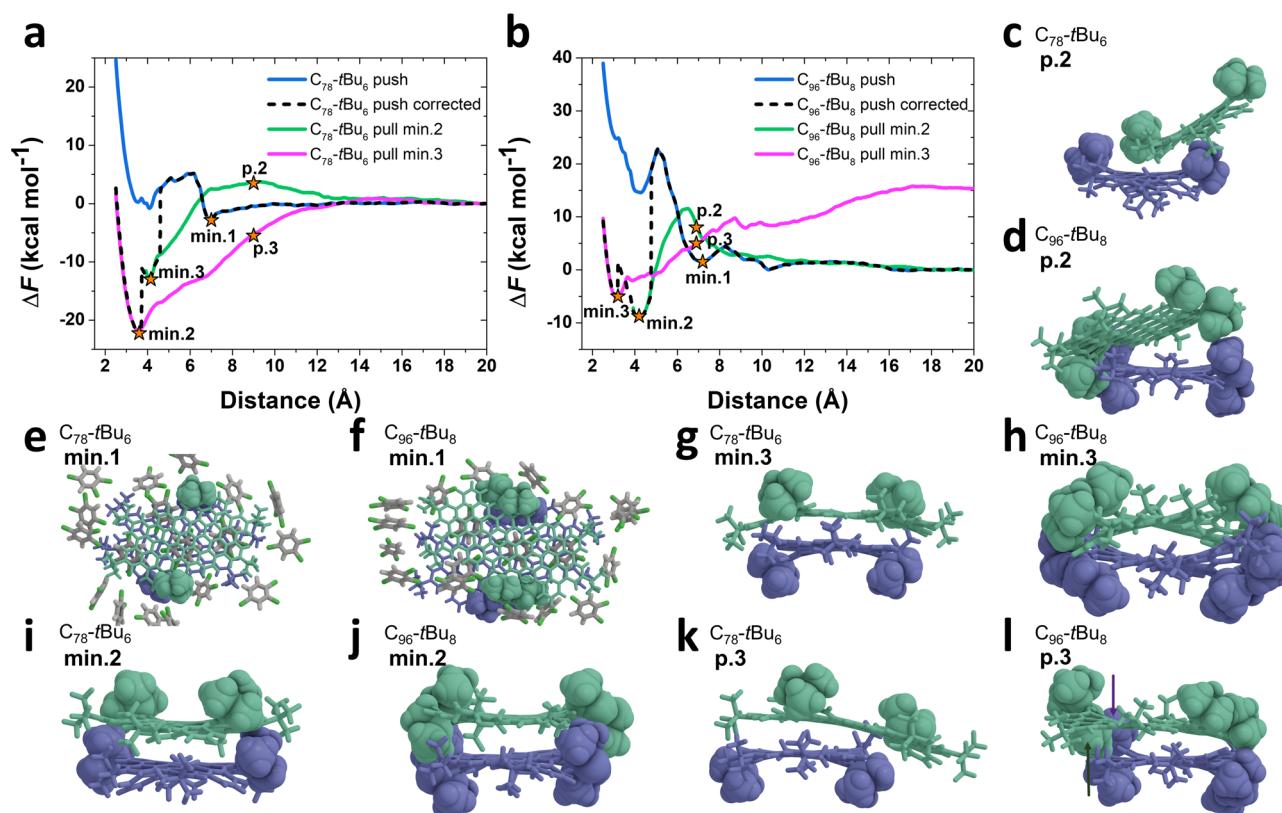 a
C78-tBu6 push
C78-tBu6 push corrected
C78-tBu6 pull min.2
C78-tBu6 pull min.3
ΔF (kcal mol⁻¹)
20
10
0
-10
-20
p.2
min.1
min.3
p.3
min.2
2 4 6 8 10 12 14 16 18 20
Distance (Å)
b
C96-tBu8 push
C96-tBu8 push corrected
C96-tBu8 pull min.2
C96-tBu8 pull min.3
ΔF (kcal mol⁻¹)
40
30
20
10
0
-10
p.2
p.3
min.1
min.3
min.2
2 4 6 8 10 12 14 16 18 20
Distance (Å)
c C78-tBu6
p.2
d C96-tBu8
p.2
e C78-tBu6
min.1
f C96-tBu8
min.1
g C78-tBu6
min.3
h C96-tBu8
min.3
i C78-tBu6
min.2
j C96-tBu8
min.2
k C78-tBu6
p.3
l C96-tBu8
p.3